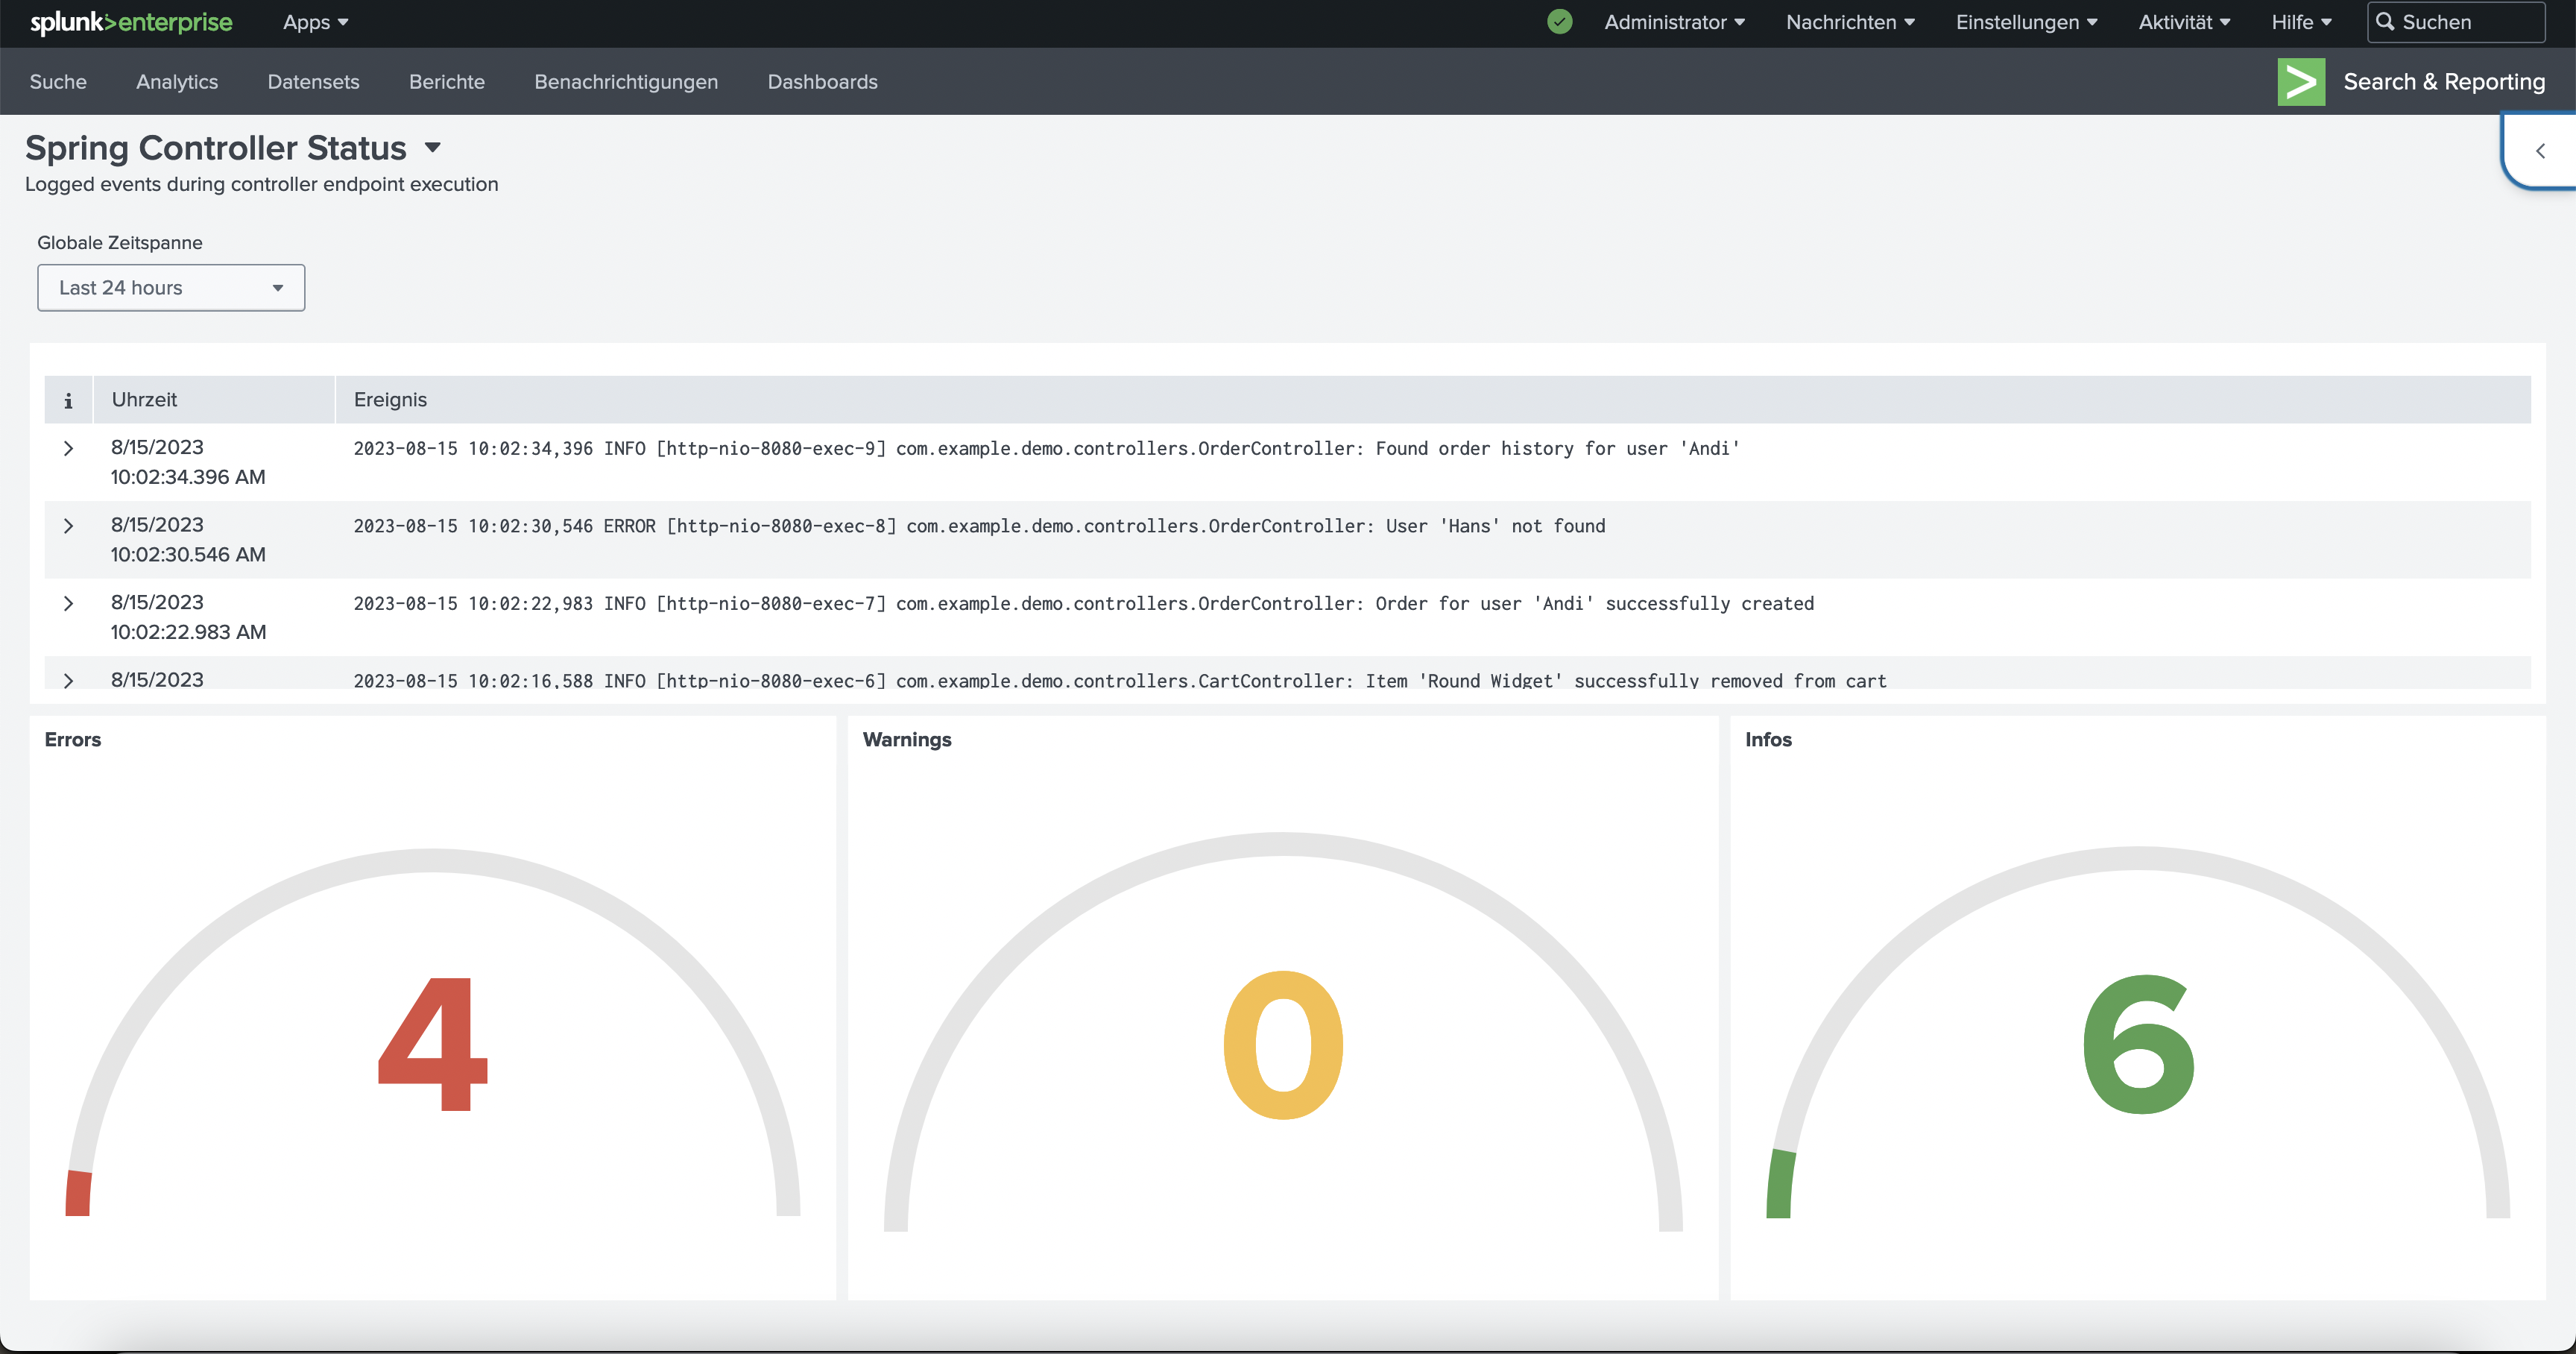 splunk>enterprise Apps Administrator Nachrichten Einstellungen Aktivität Hilfe Suchen
Suche Analytics Datensets Berichte Benachrichtigungen Dashboards Search & Reporting
Spring Controller Status
Logged events during controller endpoint execution
Globale Zeitspanne
Last 24 hours
i Uhrzeit Ereignis
8/15/2023 2023-08-15 10:02:34,396 INFO [http-nio-8080-exec-9] com.example.demo.controllers.OrderController: Found order history for user 'Andi'
10:02:34.396 AM
8/15/2023 2023-08-15 10:02:30,546 ERROR [http-nio-8080-exec-8] com.example.demo.controllers.OrderController: User 'Hans' not found
10:02:30.546 AM
8/15/2023 2023-08-15 10:02:22,983 INFO [http-nio-8080-exec-7] com.example.demo.controllers.OrderController: Order for user 'Andi' successfully created
10:02:22.983 AM
8/15/2023 2023-08-15 10:02:16,588 INFO [http-nio-8080-exec-6] com.example.demo.controllers.CartController: Item 'Round Widget' successfully removed from cart
Errors Warnings Infos
4 0 6